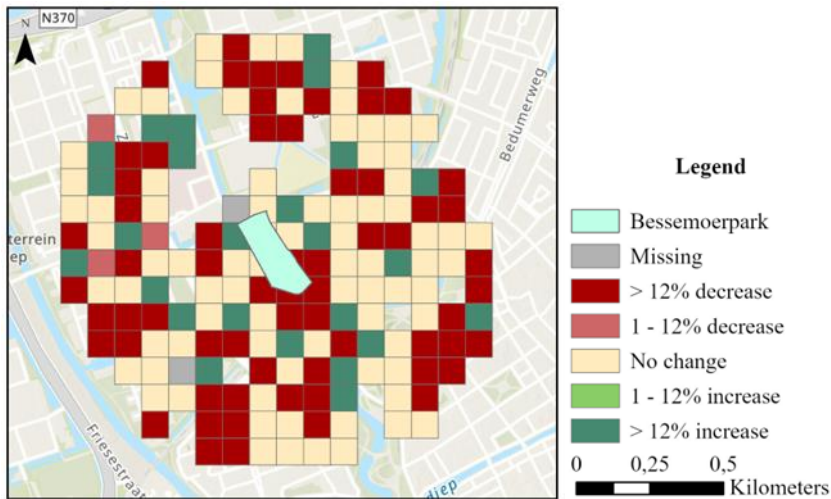 N370
N
Bedumerweg
terrein
ep
Friesestraat
diep
Legend
Bessemoerpark
Missing
> 12% decrease
1 - 12% decrease
No change
1 - 12% increase
> 12% increase
0 0,25 0,5
Kilometers